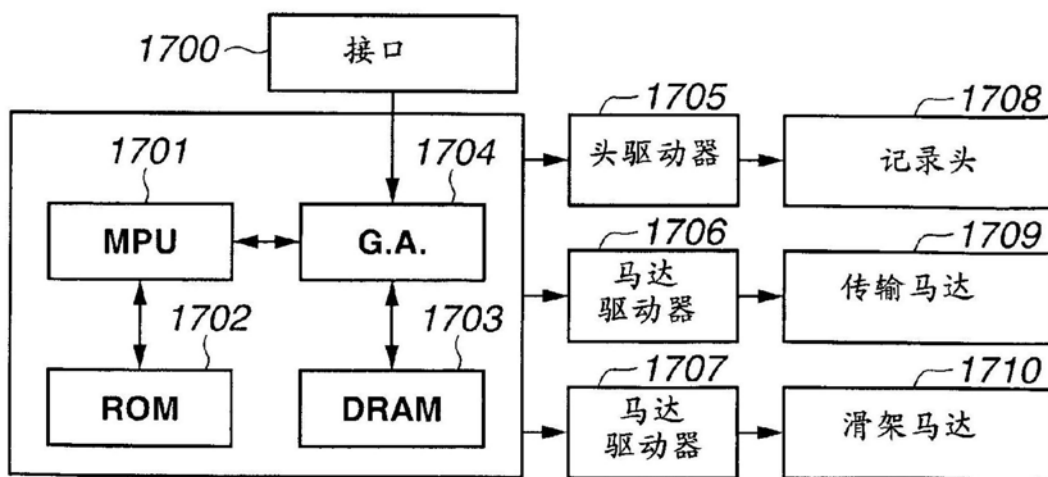 1700
接口
1705
头驱动器
1708
记录头
1701
MPU
1704
G.A.
1706
马达
驱动器
1709
传输马达
1702
ROM
1703
DRAM
1707
马达
驱动器
1710
滑架马达